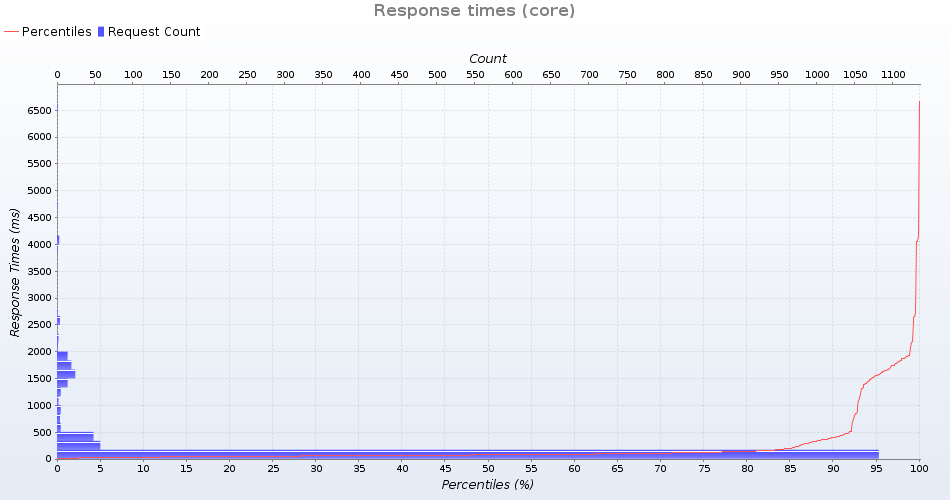 Response times (core)
Percentiles Request Count
Count
0 50 100 150 200 250 300 350 400 450 500 550 600 650 700 750 800 850 900 950 1000 1050 1100
Response Times (ms)
6500
6000
5500
5000
4500
4000
3500
3000
2500
2000
1500
1000
500
0
0 5 10 15 20 25 30 35 40 45 50 55 60 65 70 75 80 85 90 95 100
Percentiles (%)